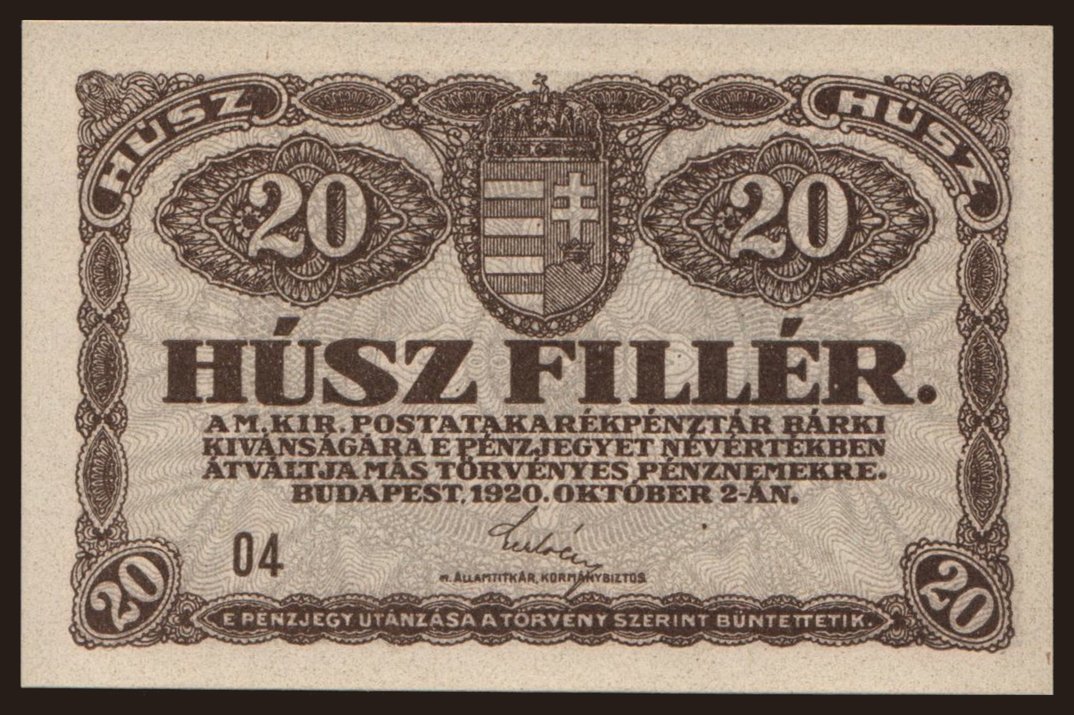 HÚSZ
HÚSZ
20
20
HÚSZ FILLÉR.
A M. KIR. POSTATAKARÉKPÉNZTÁR BÁRKI
KIVÁNSÁGÁRA E PÉNZJEGYET NÉVÉRTÉKBEN
ÁTVÁLTJA MÁS TÖRVÉNYES PÉNZNEMEKRE.
BUDAPEST, 1920. OKTÓBER 2-ÁN.
04
M. ÁLLAMTITKÁR, KORMÁNYBIZTOS.
20
20
E PÉNZJEGY UTÁNZÁSA A TÖRVÉNY SZERINT BÜNTETTETIK.